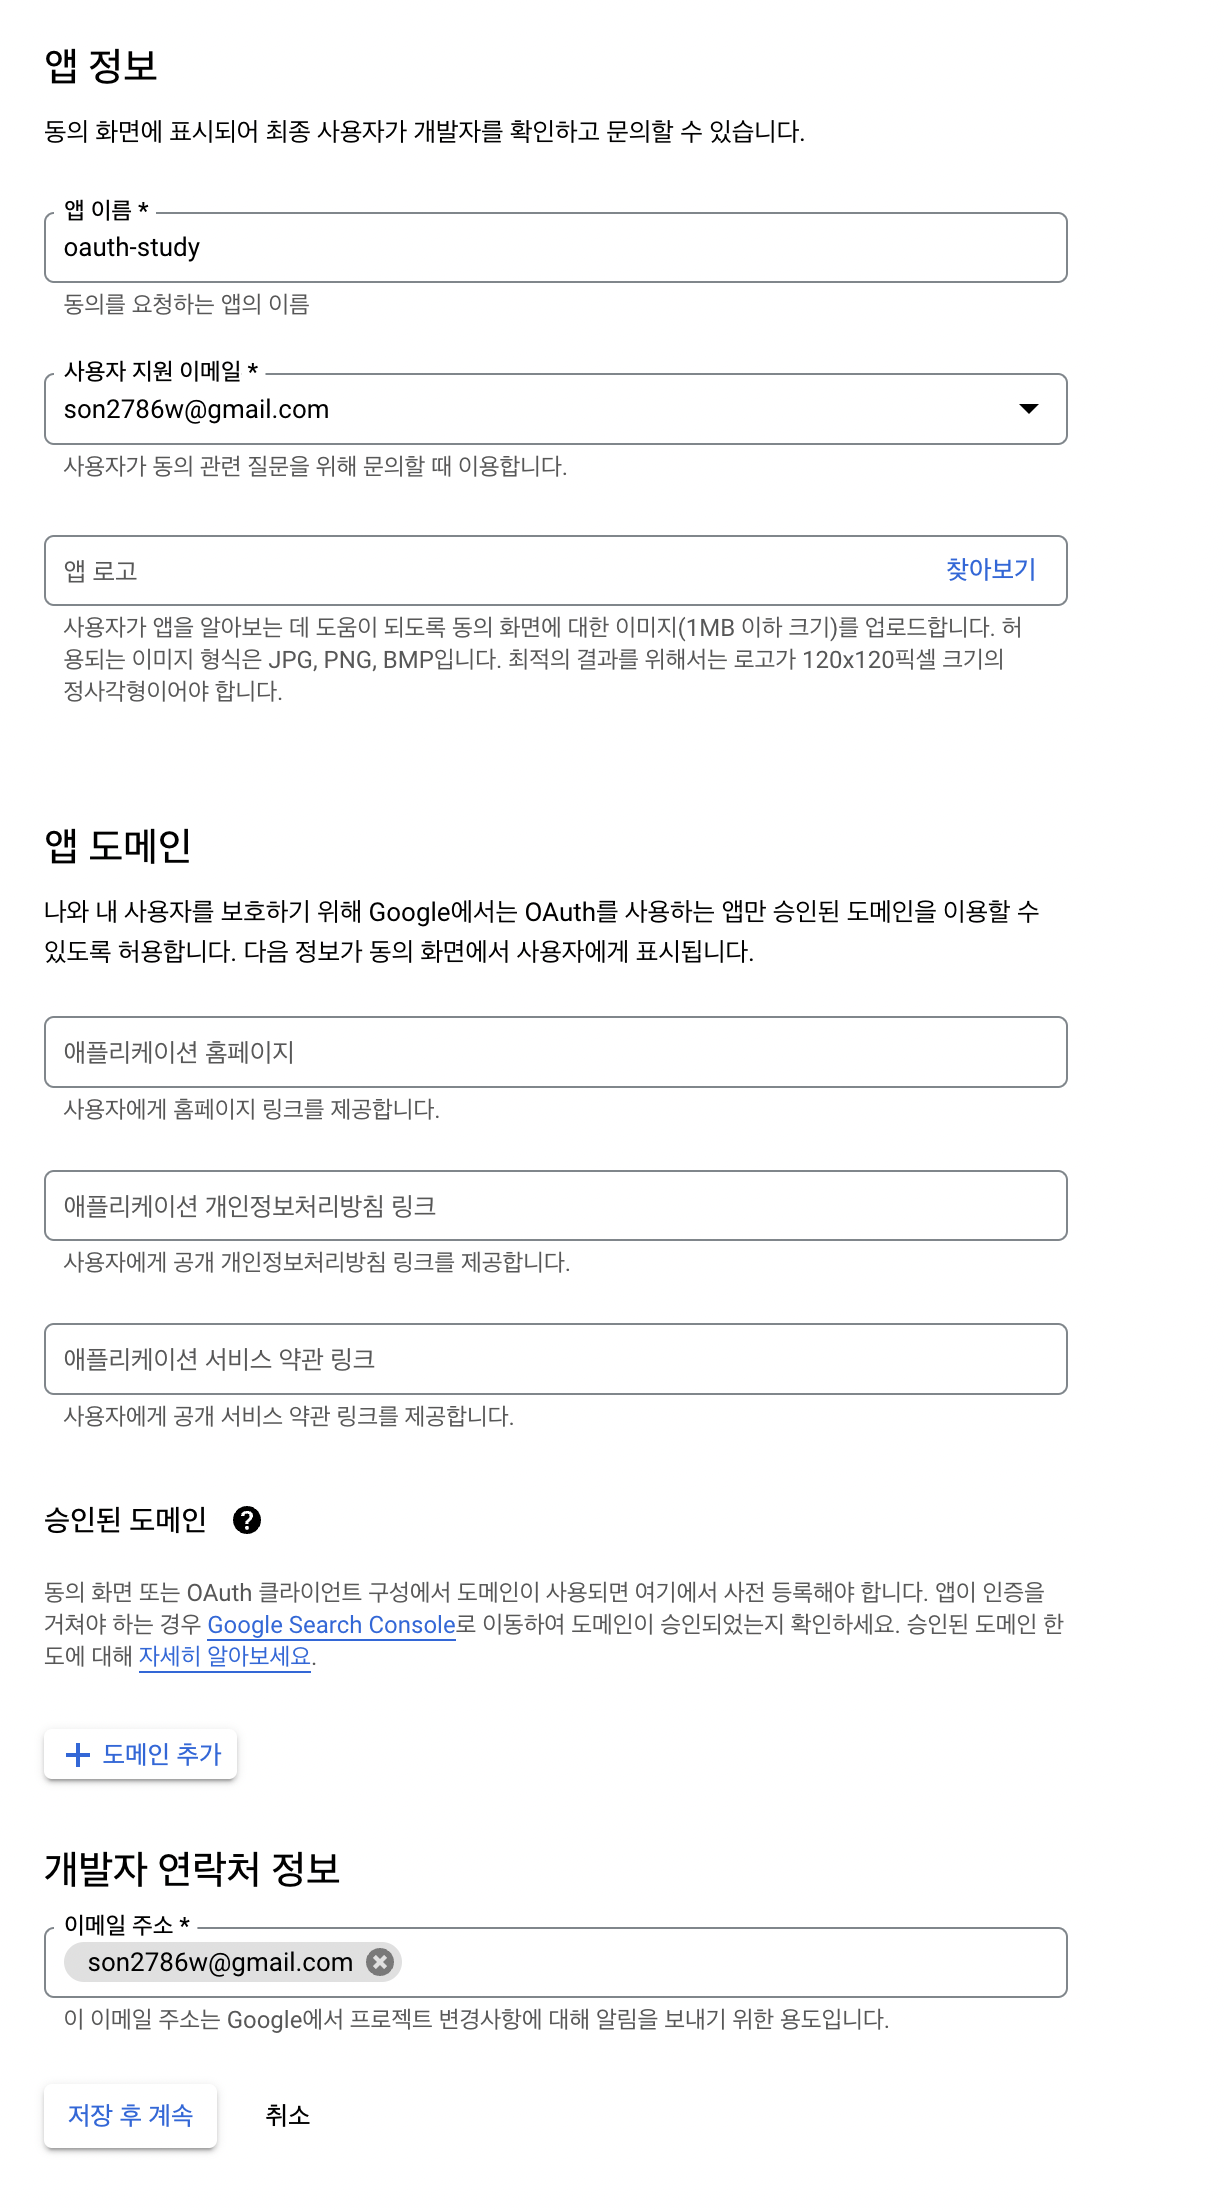 앱 정보
동의 화면에 표시되어 최종 사용자가 개발자를 확인하고 문의할 수 있습니다.
앱 이름 *
oauth-study
동의를 요청하는 앱의 이름
사용자 지원 이메일 *
son2786w@gmail.com
사용자가 동의 관련 질문을 위해 문의할 때 이용합니다.
앱 로고 찾아보기
사용자가 앱을 알아보는 데 도움이 되도록 동의 화면에 대한 이미지(1MB 이하 크기)를 업로드합니다. 허
용되는 이미지 형식은 JPG, PNG, BMP입니다. 최적의 결과를 위해서는 로고가 120x120픽셀 크기의
정사각형이어야 합니다.
앱 도메인
나와 내 사용자를 보호하기 위해 Google에서는 OAuth를 사용하는 앱만 승인된 도메인을 이용할 수
있도록 허용합니다. 다음 정보가 동의 화면에서 사용자에게 표시됩니다.
애플리케이션 홈페이지
사용자에게 홈페이지 링크를 제공합니다.
애플리케이션 개인정보처리방침 링크
사용자에게 공개 개인정보처리방침 링크를 제공합니다.
애플리케이션 서비스 약관 링크
사용자에게 공개 서비스 약관 링크를 제공합니다.
승인된 도메인 ?
동의 화면 또는 OAuth 클라이언트 구성에서 도메인이 사용되면 여기에서 사전 등록해야 합니다. 앱이 인증을
거쳐야 하는 경우 Google Search Console로 이동하여 도메인이 승인되었는지 확인하세요. 승인된 도메인 한
도에 대해 자세히 알아보세요.
+ 도메인 추가
개발자 연락처 정보
이메일 주소 *
son2786w@gmail.com
이 이메일 주소는 Google에서 프로젝트 변경사항에 대해 알림을 보내기 위한 용도입니다.
저장 후 계속 취소